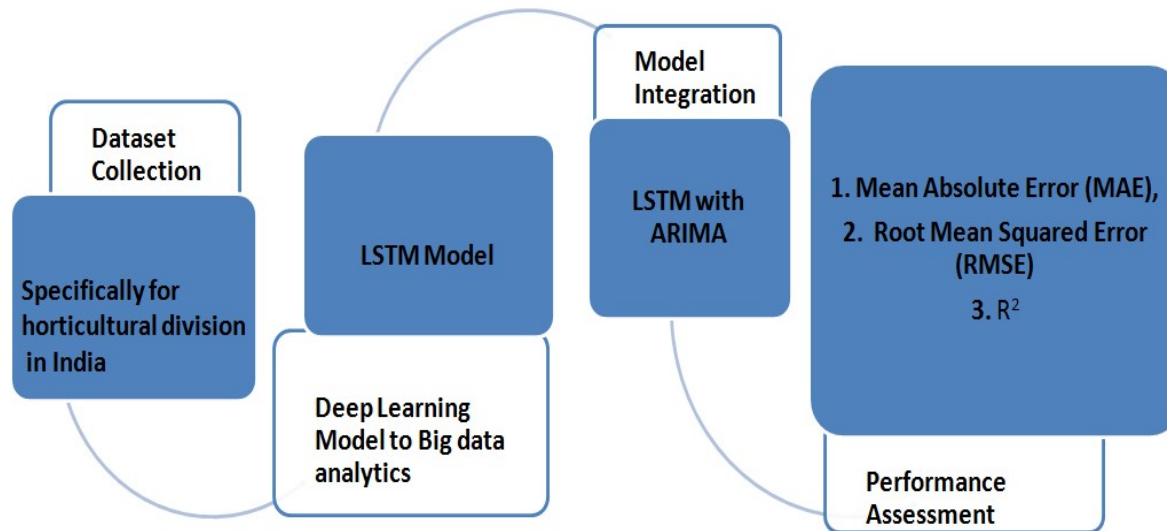 Dataset
Collection
Specifically for
horticultural division
in India
LSTM Model
Deep Learning
Model to Big data
analytics
Model
Integration
LSTM with
ARIMA
1. Mean Absolute Error (MAE),
2. Root Mean Squared Error
(RMSE)
3. R²
Performance
Assessment